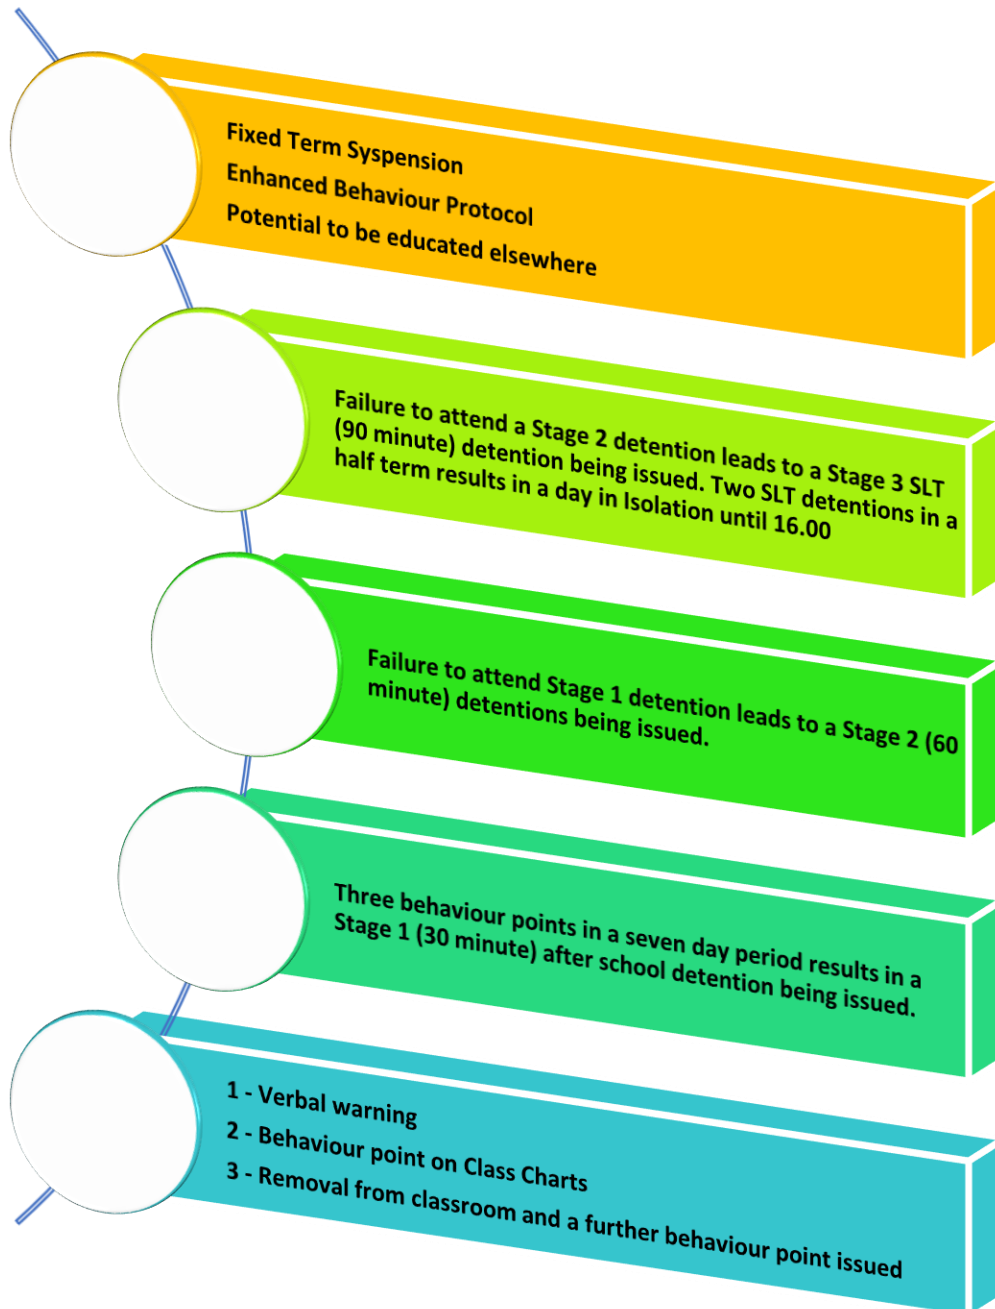 Fixed Term Syspension
Enhanced Behaviour Protocol
Potential to be educated elsewhere
Failure to attend a Stage 2 detention leads to a Stage 3 SLT
(90 minute) detention being issued. Two SLT detentions in a
half term results in a day in Isolation until 16.00
Failure to attend Stage 1 detention leads to a Stage 2 (60
minute) detentions being issued.
Three behaviour points in a seven day period results in a
Stage 1 (30 minute) after school detention being issued.
1 - Verbal warning
2 - Behaviour point on Class Charts
3 - Removal from classroom and a further behaviour point issued